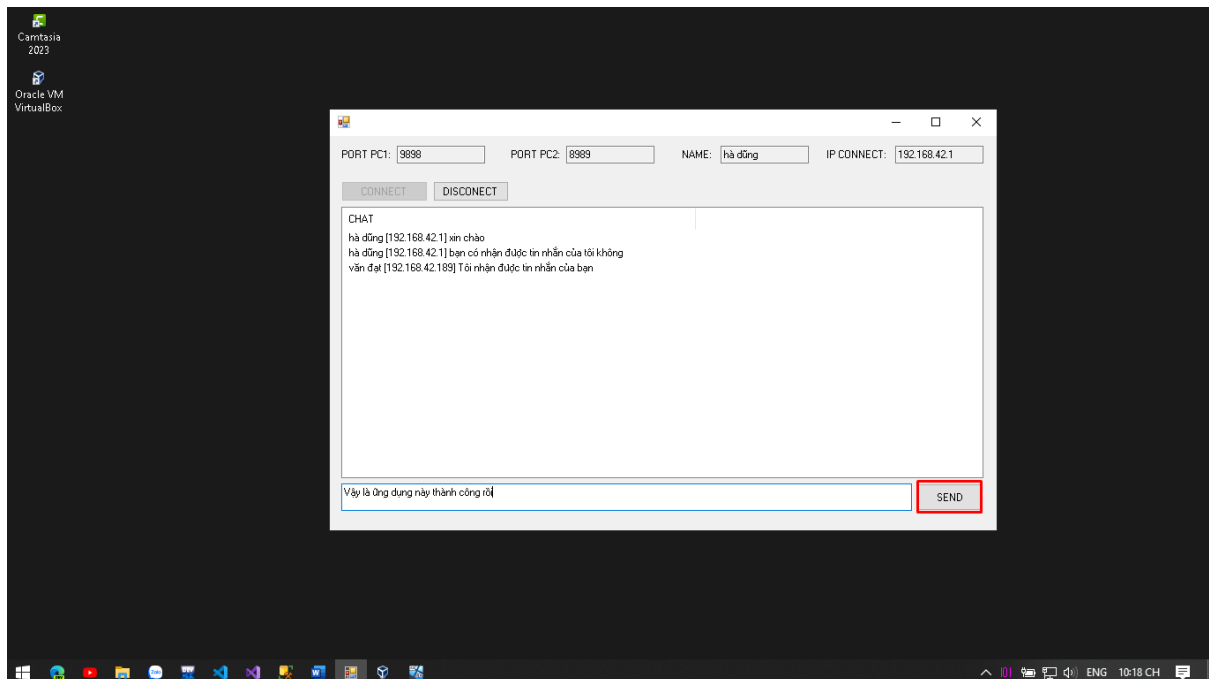 Camtasia
2023
Oracle VM
VirtualBox
PORT PC1: 9898 PORT PC2: 8989 NAME: hà dũng IP CONNECT: 192.168.42.1
CONNECT DISCONECT
CHAT
hà dũng [192.168.42.1] xin chào
hà dũng [192.168.42.1] bạn có nhận được tin nhắn của tôi không
văn đạt [192.168.42.189] Tôi nhận được tin nhắn của bạn
Vậy là ứng dụng này thành công rồi
SEND
ENG 10:18 CH